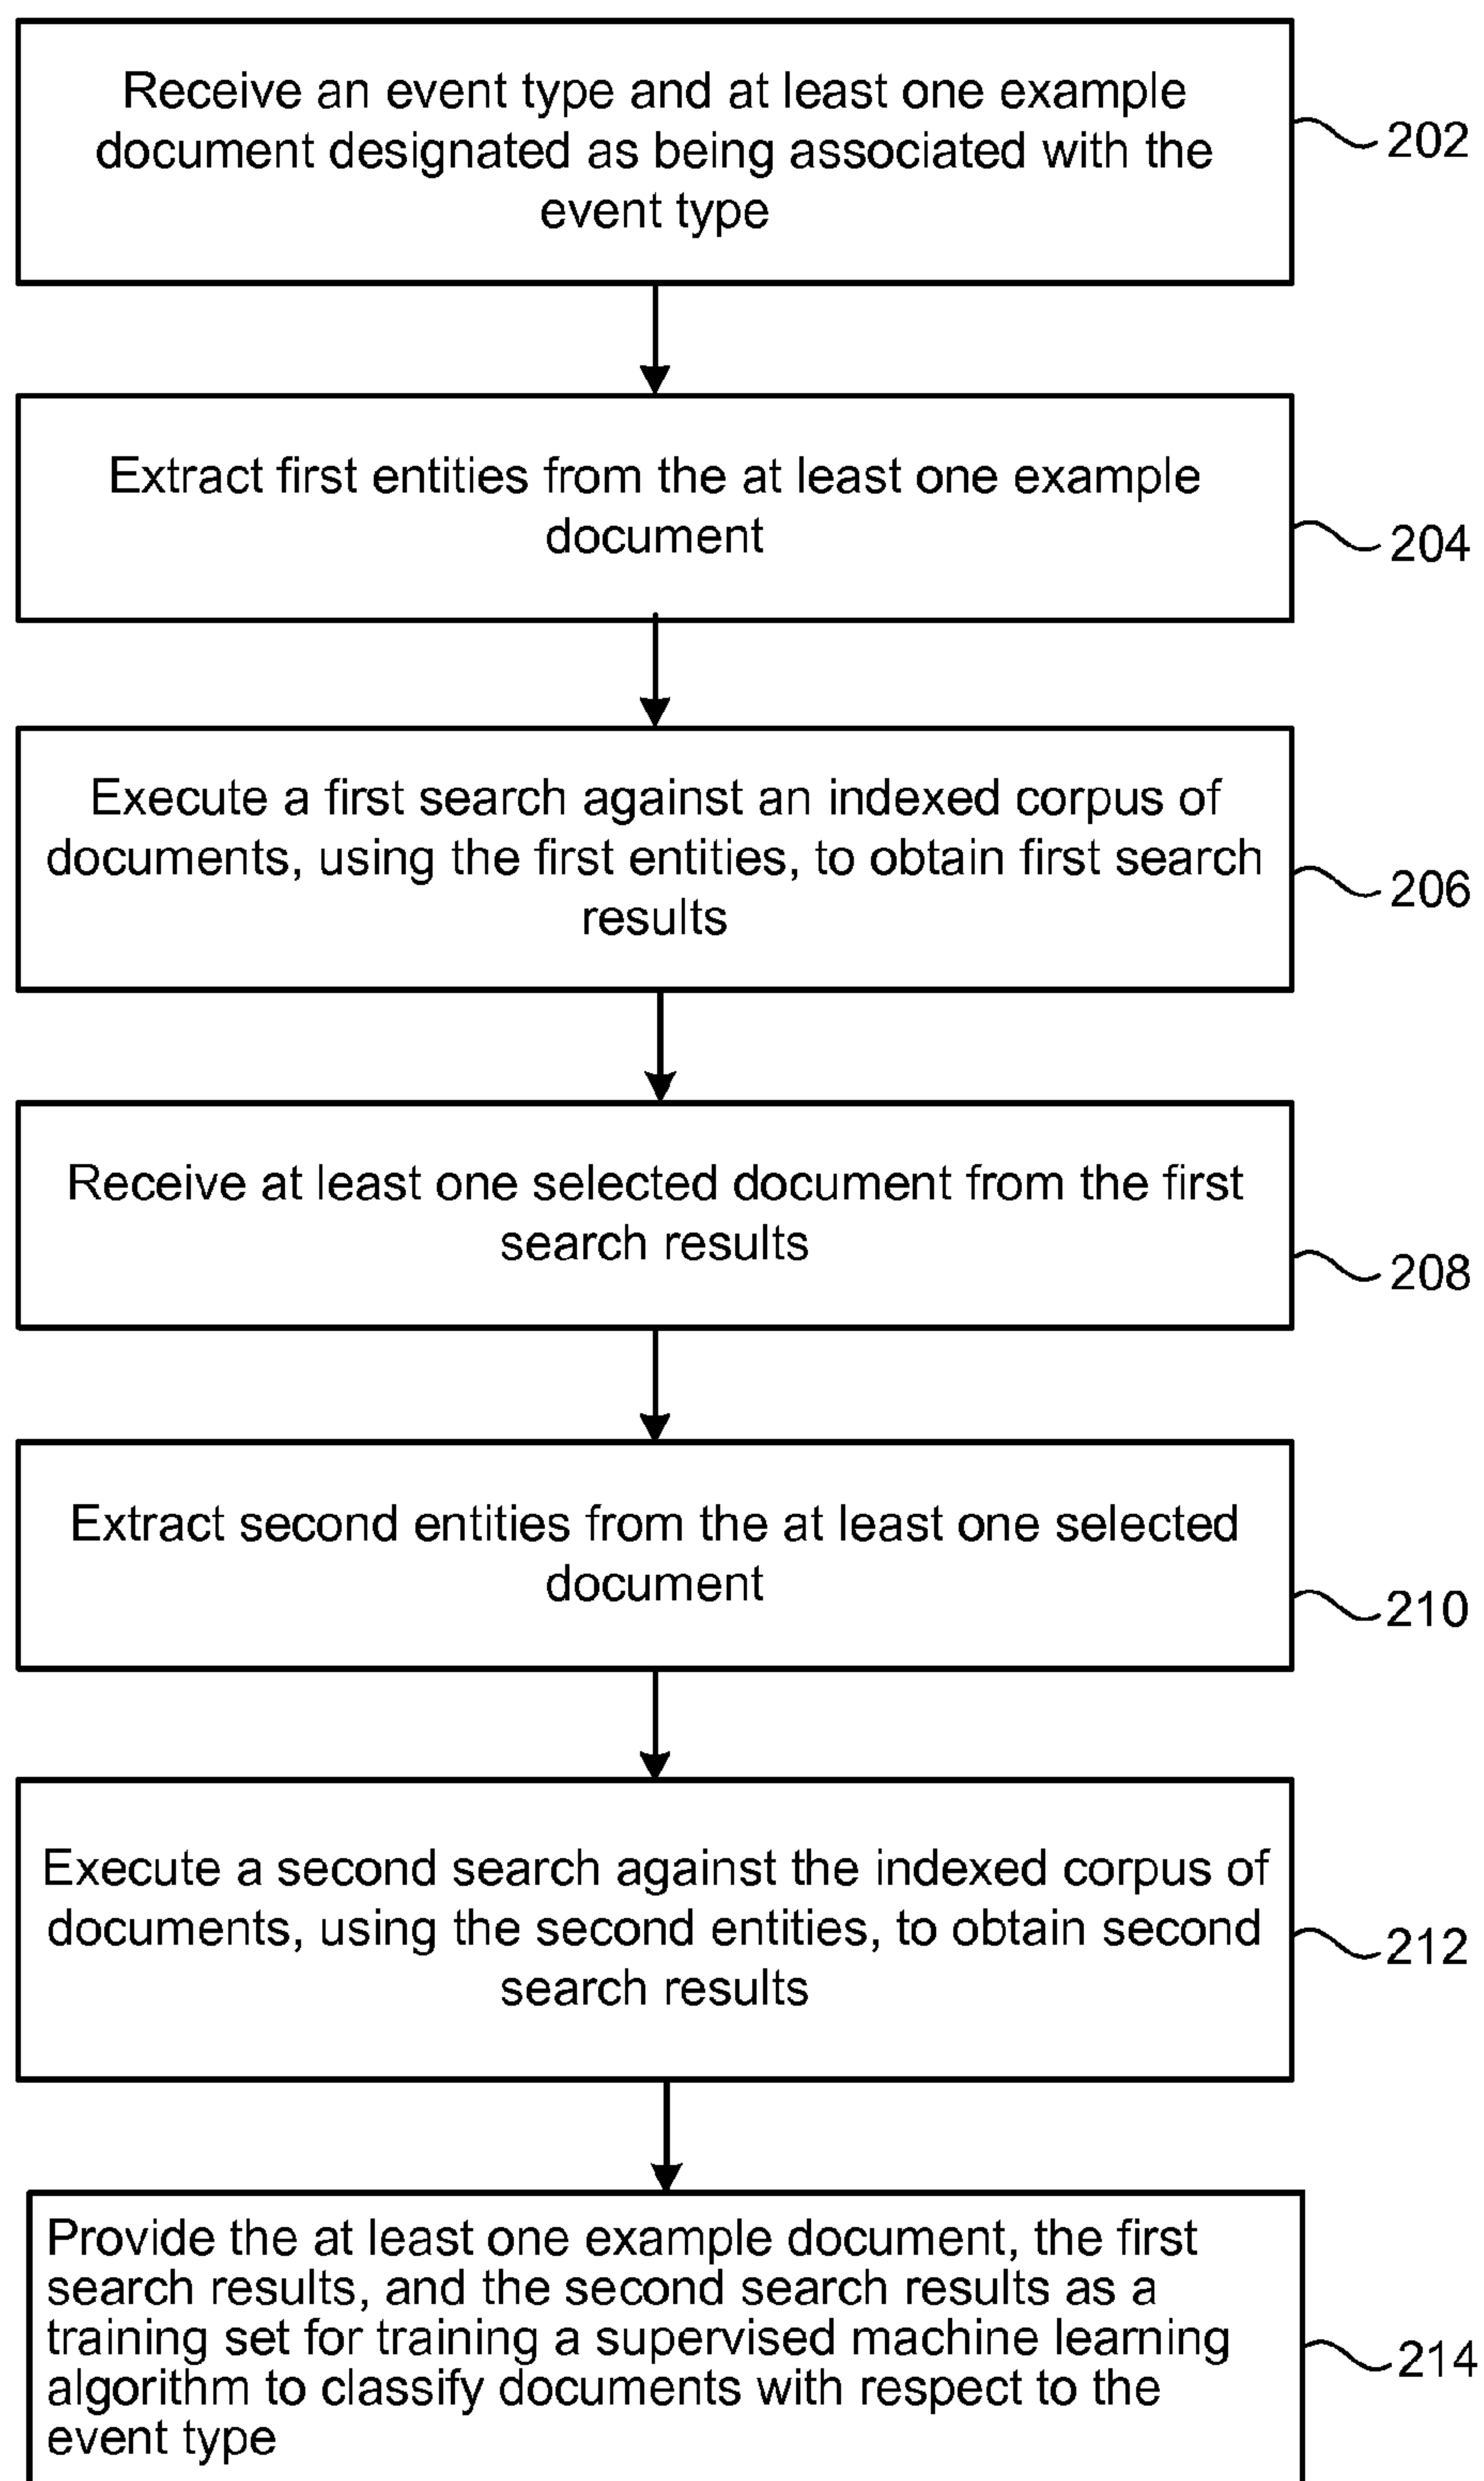 Receive an event type and at least one example
document designated as being associated with the
event type
202
Extract first entities from the at least one example
document
204
Execute a first search against an indexed corpus of
documents, using the first entities, to obtain first search
results
206
Receive at least one selected document from the first
search results
208
Extract second entities from the at least one selected
document
210
Execute a second search against the indexed corpus of
documents, using the second entities, to obtain second
search results
212
Provide the at least one example document, the first
search results, and the second search results as a
training set for training a supervised machine learning
algorithm to classify documents with respect to the
event type
214